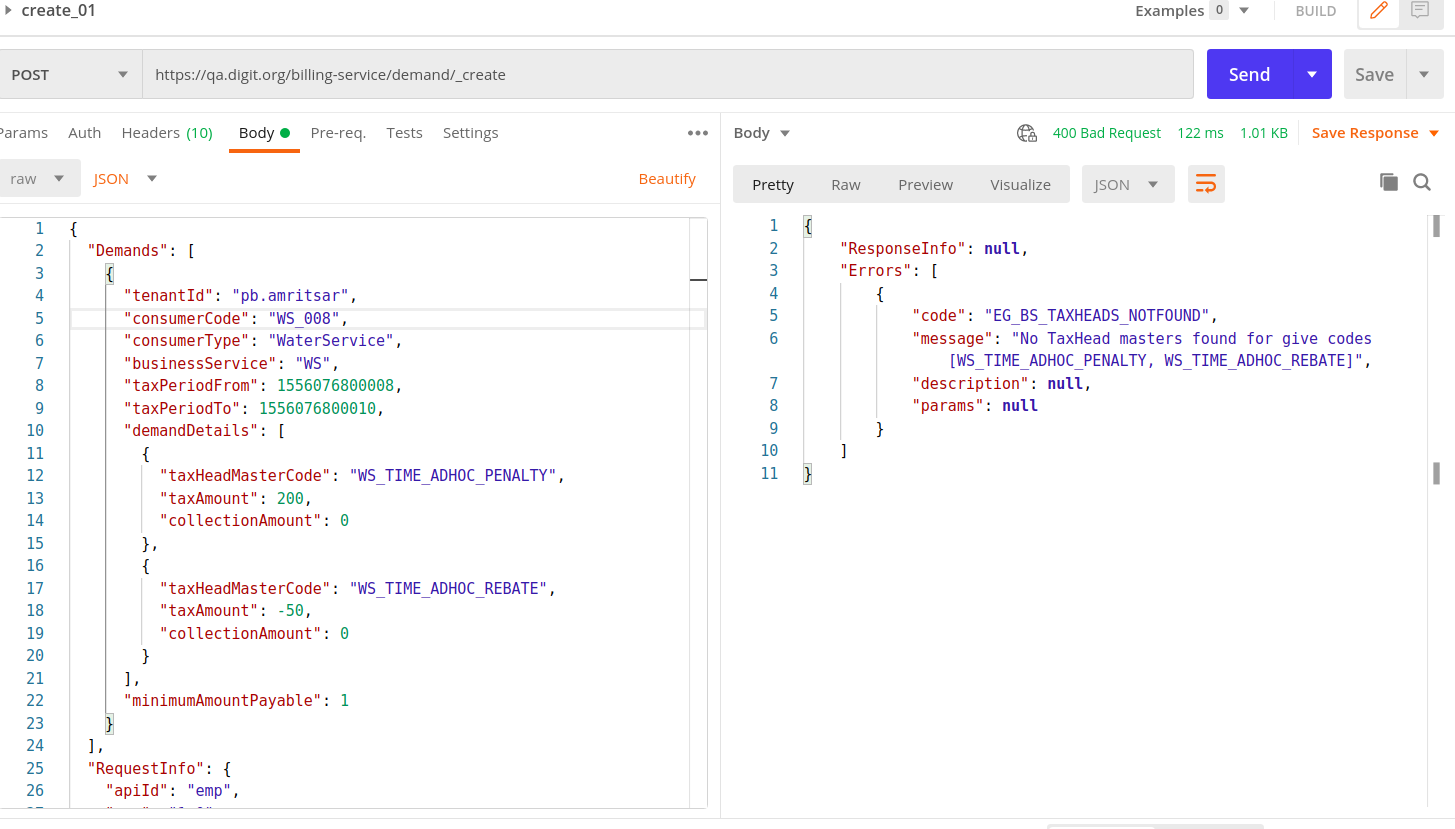 create_01
Examples 0 BUILD
POST https://qa.digit.org/billing-service/demand/_create Send Save
Params Auth Headers (10) Body Pre-req. Tests Settings
raw JSON Beautify
1 {
2 "Demands": [
3 {
4 "tenantId": "pb.amritsar",
5 "consumerCode": "WS_008",
6 "consumerType": "WaterService",
7 "businessService": "WS",
8 "taxPeriodFrom": 1556076800008,
9 "taxPeriodTo": 1556076800010,
10 "demandDetails": [
11 {
12 "taxHeadMasterCode": "WS_TIME_ADHOC_PENALTY",
13 "taxAmount": 200,
14 "collectionAmount": 0
15 },
16 {
17 "taxHeadMasterCode": "WS_TIME_ADHOC_REBATE",
18 "taxAmount": -50,
19 "collectionAmount": 0
20 }
21 ],
22 "minimumAmountPayable": 1
23 }
24 ],
25 "RequestInfo": {
26 "apiId": "emp",
Body 400 Bad Request 122 ms 1.01 KB Save Response
Pretty Raw Preview Visualize JSON
1 {
2 "ResponseInfo": null,
3 "Errors": [
4 {
5 "code": "EG_BS_TAXHEADS_NOTFOUND",
6 "message": "No TaxHead masters found for give codes
[WS_TIME_ADHOC_PENALTY, WS_TIME_ADHOC_REBATE]",
7 "description": null,
8 "params": null
9 }
10 ]
11 }